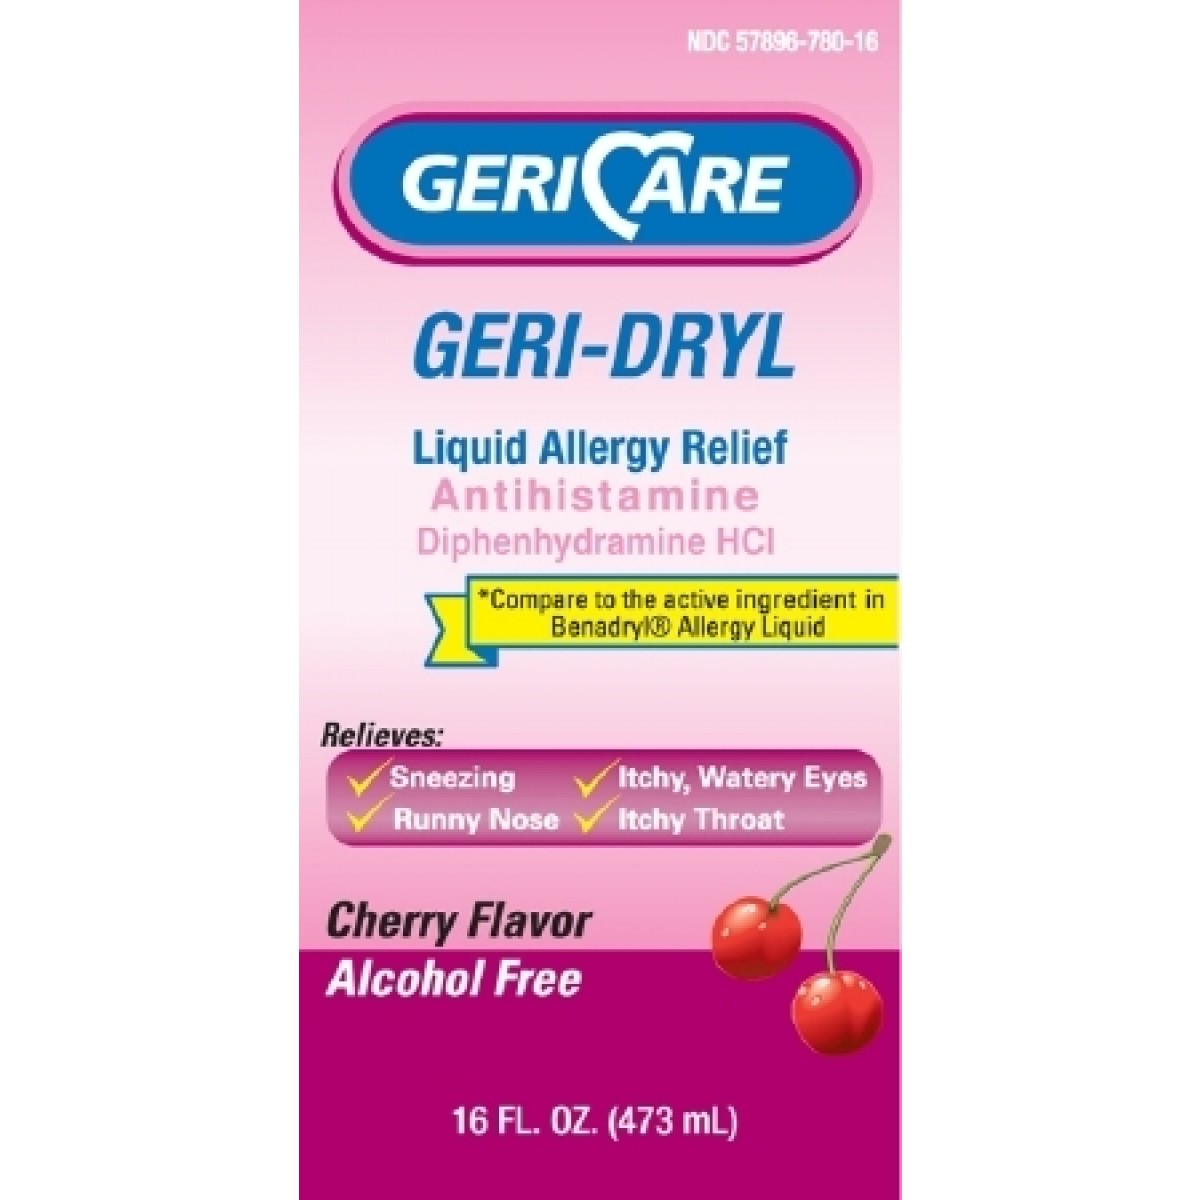 NDC 57896-780-16
GERICARE
GERI-DRYL
Liquid Allergy Relief
Antihistamine
Diphenhydramine HCl
*Compare to the active ingredient in
Benadryl® Allergy Liquid
Relieves:
Sneezing Itchy, Watery Eyes
Runny Nose Itchy Throat
Cherry Flavor
Alcohol Free
16 FL. OZ. (473 mL)